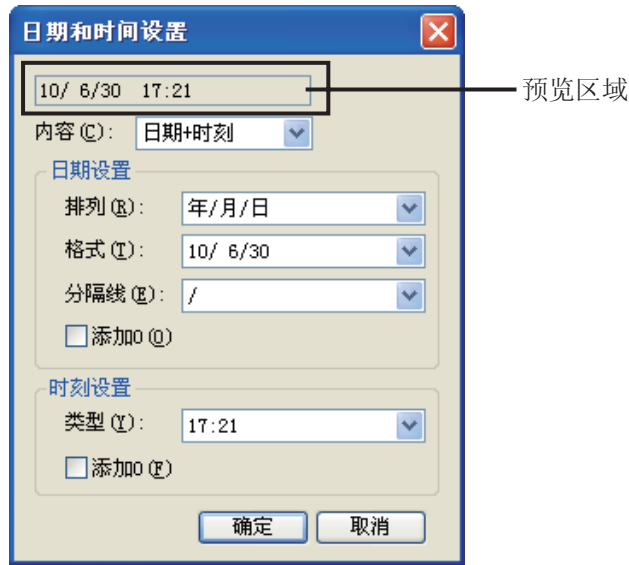 日期和时间设置
10/ 6/30  17:21
预览区域
内容(C): 日期+时刻
日期设置
排列(R): 年/月/日
格式(T): 10/ 6/30
分隔线(E): /
添加0(O)
时刻设置
类型(Y): 17:21
添加0(F)
确定 取消